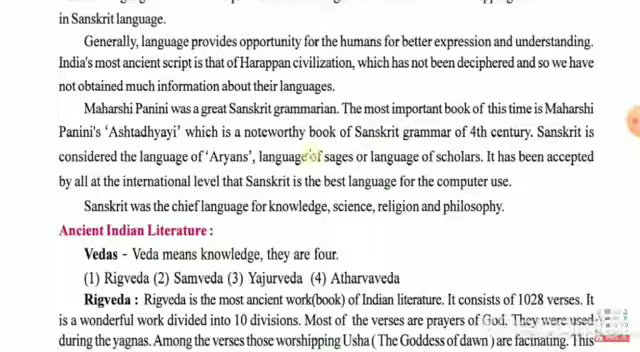 in Sanskrit language.
Generally, language provides opportunity for the humans for better expression and understanding.
India's most ancient script is that of Harappan civilization, which has not been deciphered and so we have
not obtained much information about their languages.
Maharshi Panini was a great Sanskrit grammarian. The most important book of this time is Maharshi
Panini's 'Ashtadhyayi' which is a noteworthy book of Sanskrit grammar of 4th century. Sanskrit is
considered the language of 'Aryans', language of sages or language of scholars. It has been accepted
by all at the international level that Sanskrit is the best language for the computer use.
Sanskrit was the chief language for knowledge, science, religion and philosophy.
Ancient Indian Literature :
Vedas - Veda means knowledge, they are four.
(1) Rigveda (2) Samveda (3) Yajurveda (4) Atharvaveda
Rigveda : Rigveda is the most ancient work(book) of Indian literature. It consists of 1028 verses. It
is a wonderful work divided into 10 divisions. Most of the verses are prayers of God. They were used
during the yagnas. Among the verses those worshipping Usha ( The Goddess of dawn ) are facinating. This